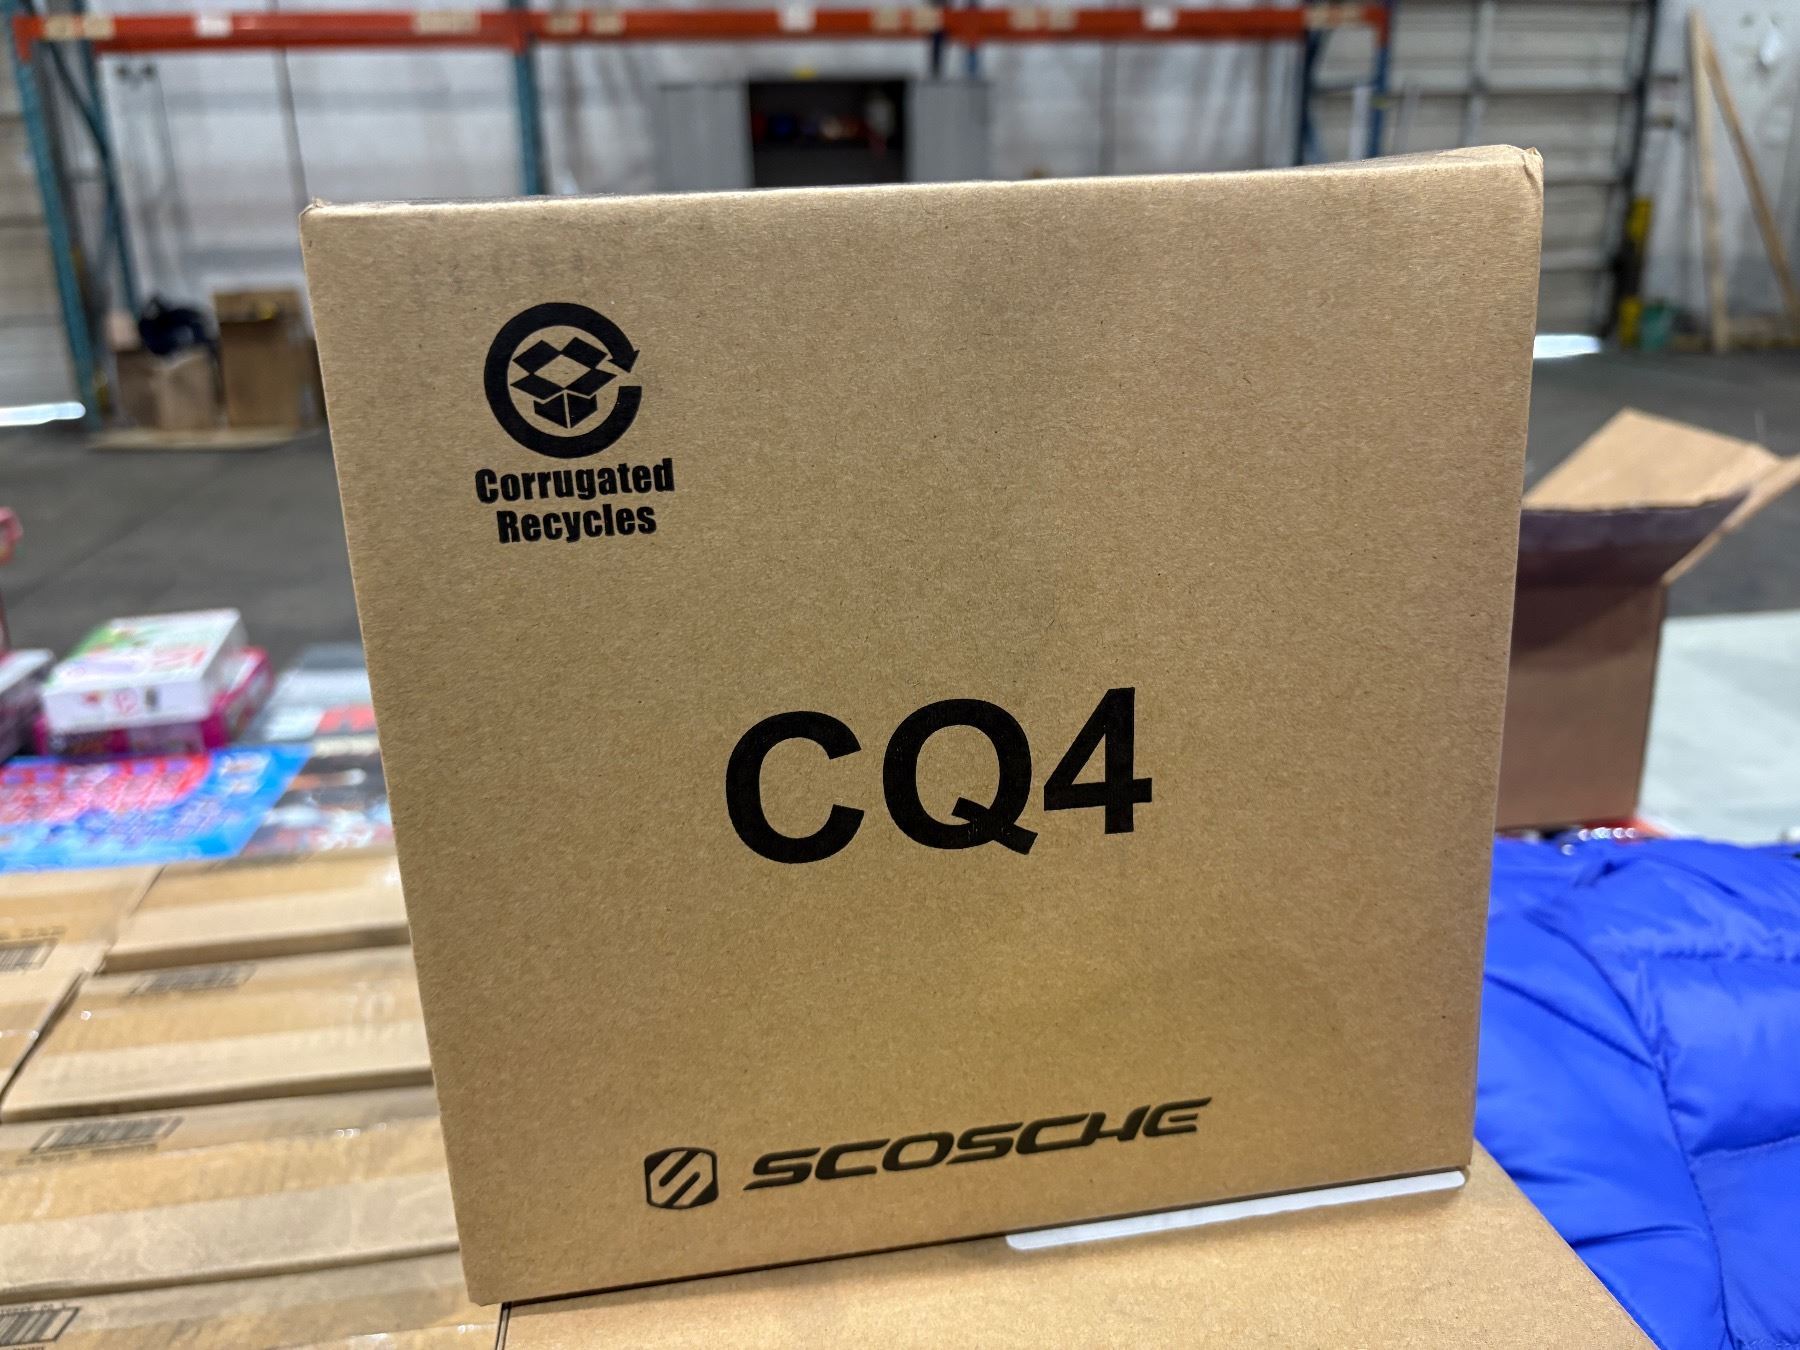 Corrugated
Recycles
CQ4
SCOSCHE